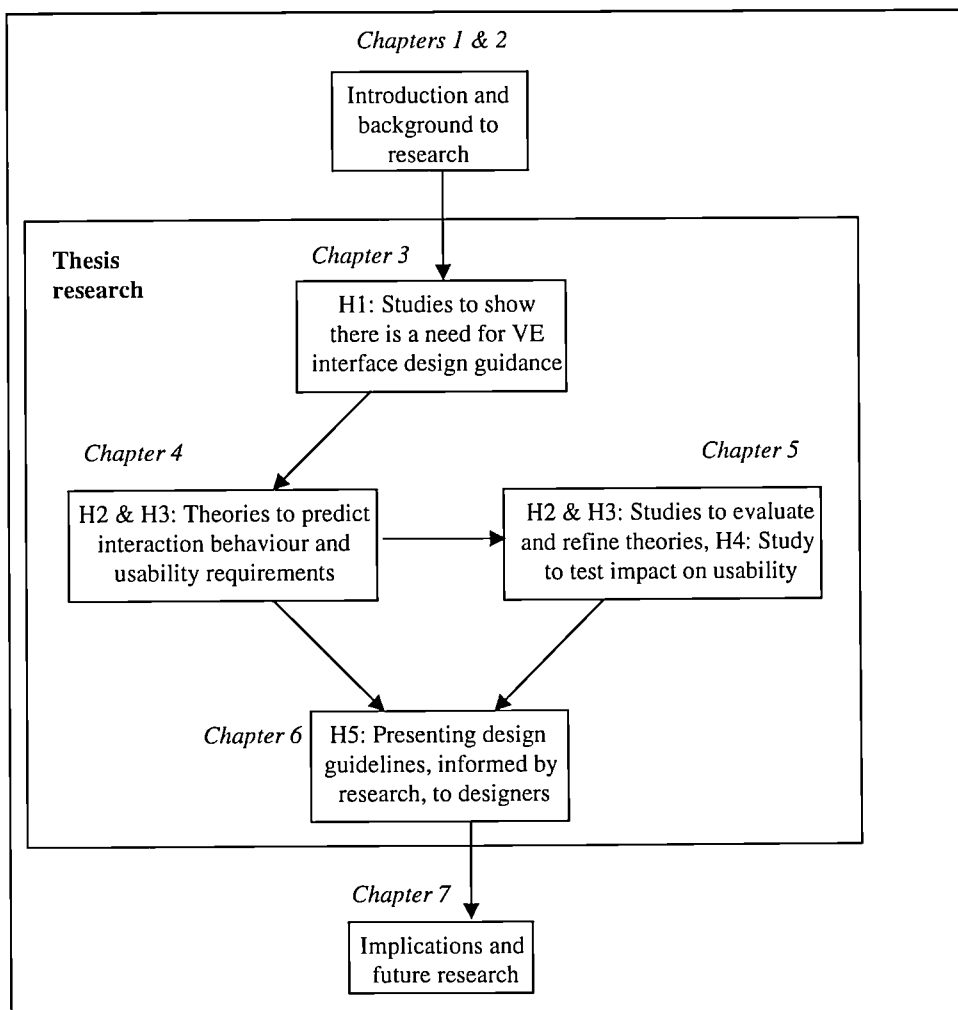 Chapters 1 & 2
Introduction and
background to
research
Thesis
research
Chapter 3
H1: Studies to show
there is a need for VE
interface design guidance
Chapter 4
H2 & H3: Theories to predict
interaction behaviour and
usability requirements
Chapter 5
H2 & H3: Studies to evaluate
and refine theories, H4: Study
to test impact on usability
Chapter 6
H5: Presenting design
guidelines, informed by
research, to designers
Chapter 7
Implications and
future research